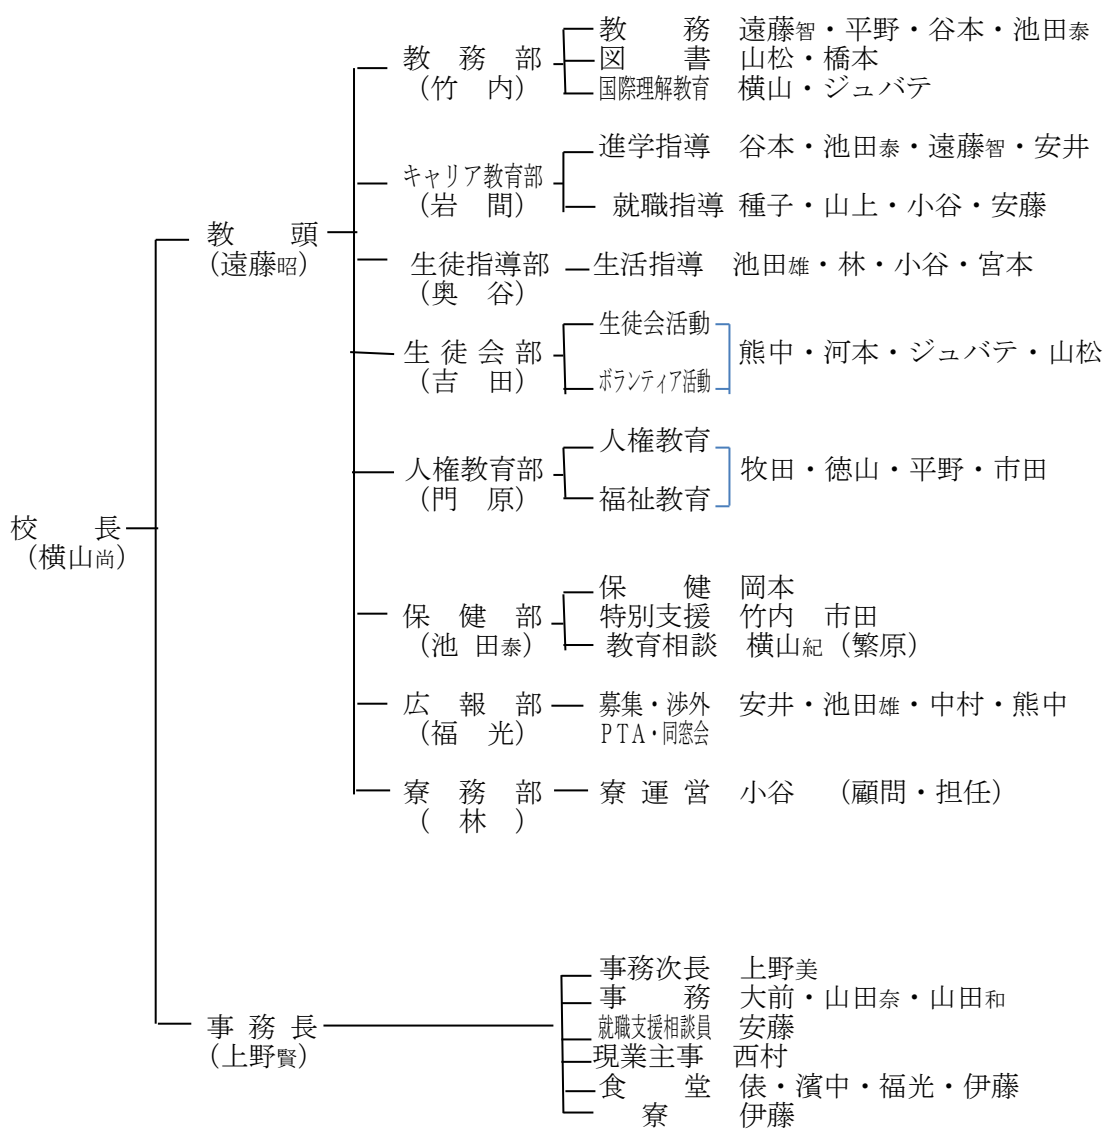 教務 遠藤智・平野・谷本・池田泰
教務部 図書 山松・橋本
(竹内) 国際理解教育 横山・ジュバテ
進学指導 谷本・池田泰・遠藤智・安井
キャリア教育部
(岩間) 就職指導 種子・山上・小谷・安藤
教頭
(遠藤昭) 生徒指導部 生活指導 池田雄・林・小谷・宮本
(奥谷)
生徒会活動
生徒会部 熊中・河本・ジュバテ・山松
(吉田) ボランティア活動
人権教育
人権教育部 牧田・徳山・平野・市田
(門原) 福祉教育
校長
(横山尚)
保健 岡本
保健部 特別支援 竹内 市田
(池田泰) 教育相談 横山紀(繁原)
広報部 募集・渉外 安井・池田雄・中村・熊中
(福光) PTA・同窓会
寮務部 寮運営 小谷 (顧問・担任)
(林)
事務次長 上野美
事務 大前・山田奈・山田和
事務長 就職支援相談員 安藤
(上野賢) 現業主事 西村
食堂 俵・濱中・福光・伊藤
寮 伊藤